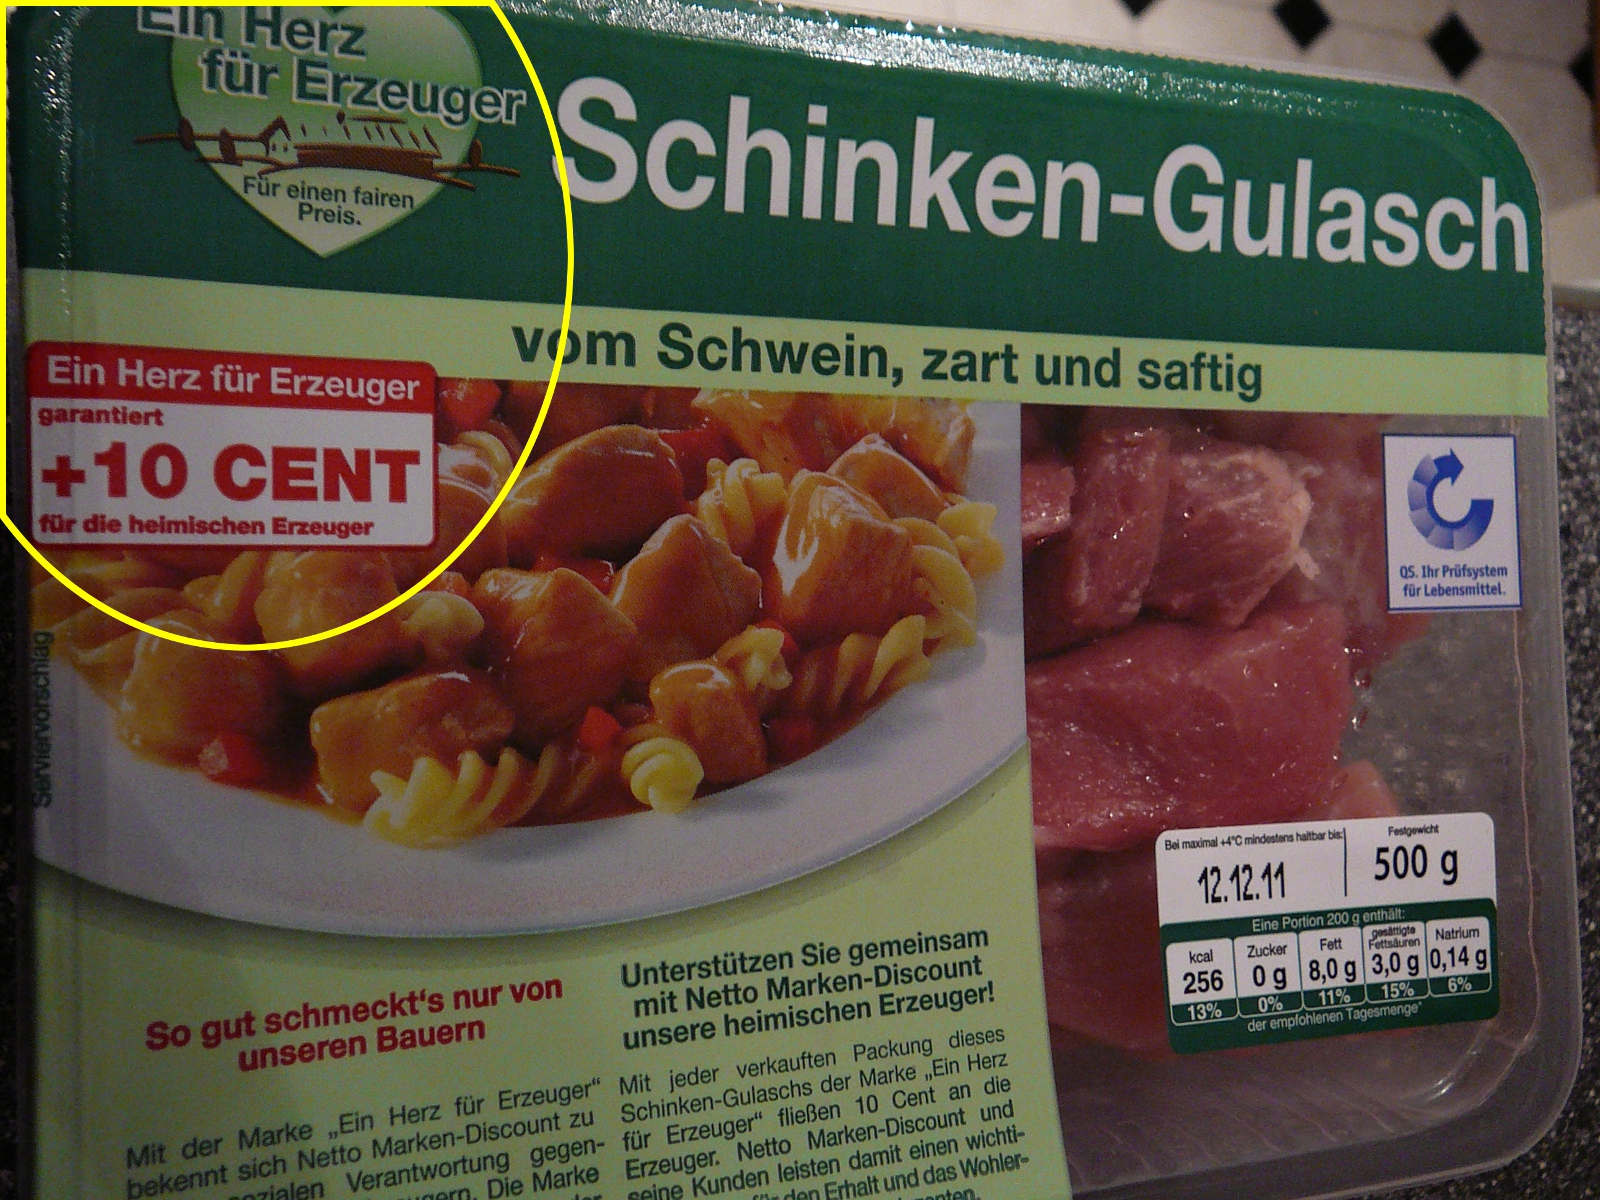 Ein Herz
für Erzeuger
Für einen fairen
Preis.
Schinken-Gulasch
vom Schwein, zart und saftig
Ein Herz für Erzeuger
garantiert
+10 CENT
für die heimischen Erzeuger
QS. Ihr Prüfsystem
für Lebensmittel.
Serviervorschlag
Bei maximal +4°C mindestens haltbar bis:
12.12.11
Festgewicht
500 g
Eine Portion 200 g enthält:
kcal
256
13%
Zucker
0 g
0%
Fett
8,0 g
11%
gesättigte
Fettsäuren
3,0 g
15%
Natrium
0,14 g
6%
der empfohlenen Tagesmenge*
So gut schmeckt's nur von
unseren Bauern
Mit der Marke „Ein Herz für Erzeuger“
bekennt sich Netto Marken-Discount zu
Verantwortung gegen-
Die Marke
Unterstützen Sie gemeinsam
mit Netto Marken-Discount
unsere heimischen Erzeuger!
Mit jeder verkauften Packung dieses
Schinken-Gulaschs der Marke „Ein Herz
für Erzeuger“ fließen 10 Cent an die
Erzeuger. Netto Marken-Discount und
seine Kunden leisten damit einen wichti-
den Erhalt und das Wohler-